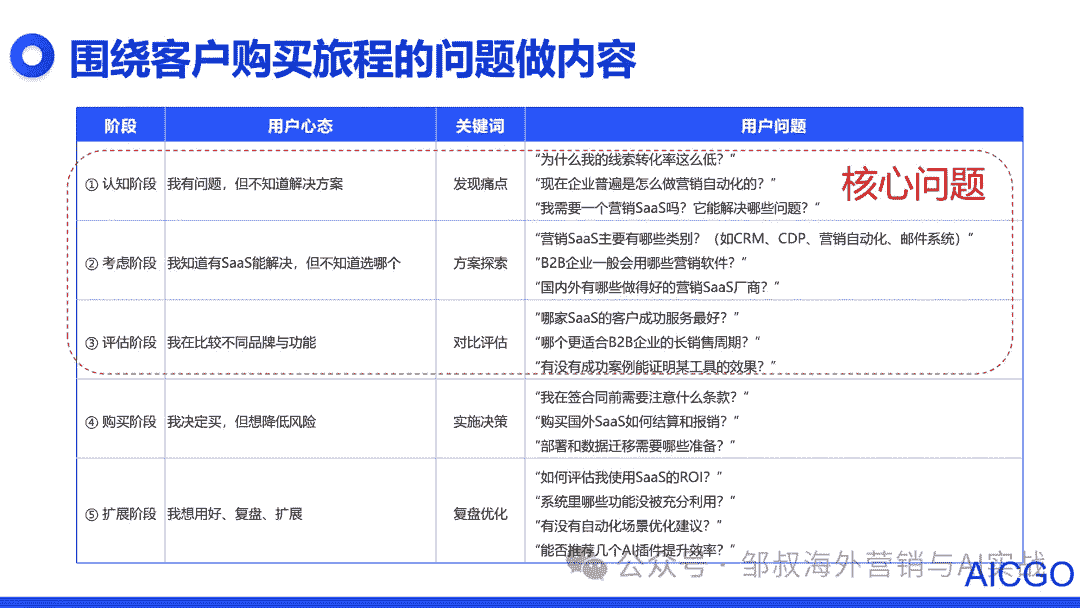 围绕客户购买旅程的问题做内容
阶段 用户心态 关键词 用户问题
① 认知阶段 我有问题，但不知道解决方案 发现痛点
“为什么我的线索转化率这么低？”
“现在企业普遍是怎么做营销自动化的？”
“我需要一个营销SaaS吗？它能解决哪些问题？”
核心问题
② 考虑阶段 我知道有SaaS能解决，但不知道选哪个 方案探索
“营销SaaS主要有哪些类别？（如CRM、CDP、营销自动化、邮件系统）”
“B2B企业一般会用哪些营销软件？”
“国内外有哪些做得好的营销SaaS厂商？”
③ 评估阶段 我在比较不同品牌与功能 对比评估
“哪家SaaS的客户成功服务最好？”
“哪个更适合B2B企业的长销售周期？”
“有没有成功案例能证明某工具的效果？”
④ 购买阶段 我决定买，但想降低风险 实施决策
“我在签合同前需要注意什么条款？”
“购买国外SaaS如何结算和报销？”
“部署和数据迁移需要哪些准备？”
⑤ 扩展阶段 我想用好、复盘、扩展 复盘优化
“如何评估我使用SaaS的ROI？”
“系统里哪些功能没被充分利用？”
“有没有自动化场景优化建议？”
“能否推荐几个AI插件提升效率？”
公众号 · 邹叔海外营销与AI实战
AICGO